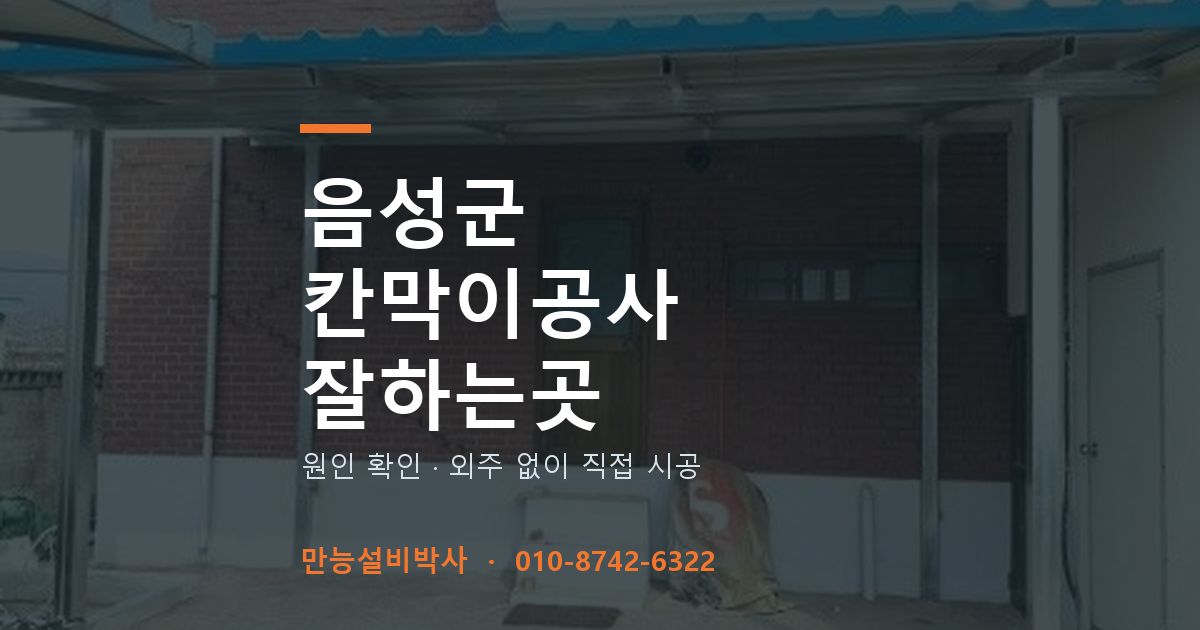 음성군
칸막이공사
잘하는곳
원인 확인 · 외주 없이 직접 시공
만능설비박사 · 010-8742-6322
S